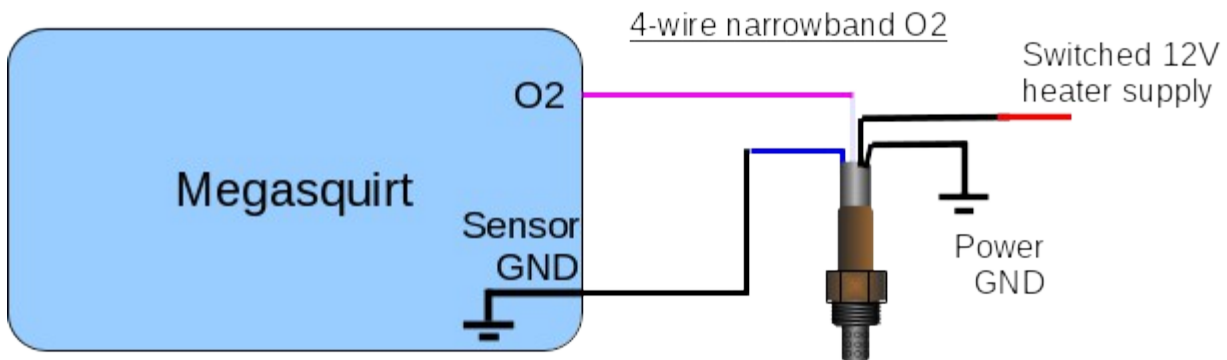 4-wire narrowband O2
Switched 12V
heater supply
O2
Megasquirt
Sensor
GND
Power
GND